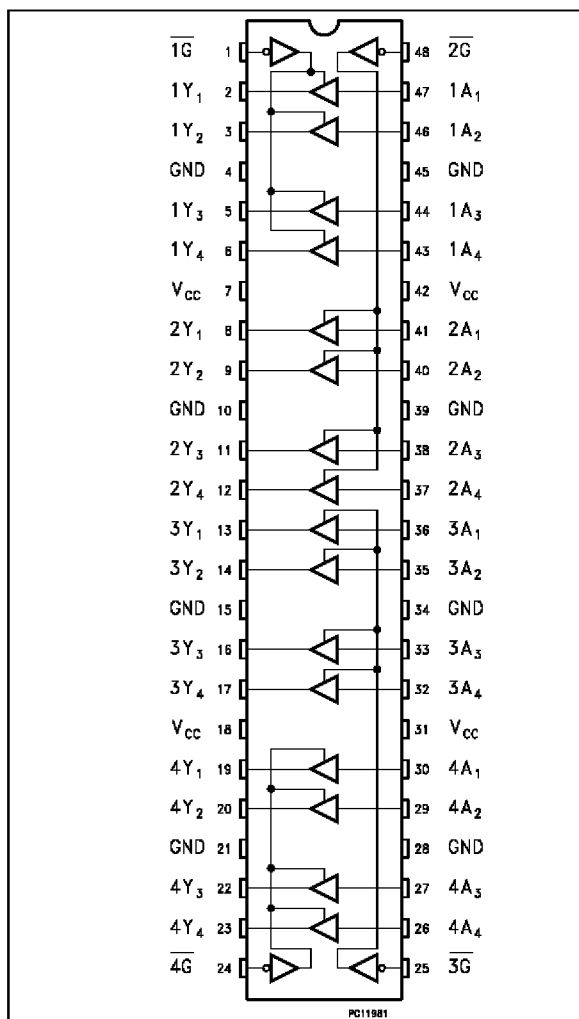 1G 1 48 2G
1Y1 2 47 1A1
1Y2 3 46 1A2
GND 4 45 GND
1Y3 5 44 1A3
1Y4 6 43 1A4
VCC 7 42 VCC
2Y1 8 41 2A1
2Y2 9 40 2A2
GND 10 39 GND
2Y3 11 38 2A3
2Y4 12 37 2A4
3Y1 13 36 3A1
3Y2 14 35 3A2
GND 15 34 GND
3Y3 16 33 3A3
3Y4 17 32 3A4
VCC 18 31 VCC
4Y1 19 30 4A1
4Y2 20 29 4A2
GND 21 28 GND
4Y3 22 27 4A3
4Y4 23 26 4A4
4G 24 25 3G
PC11981